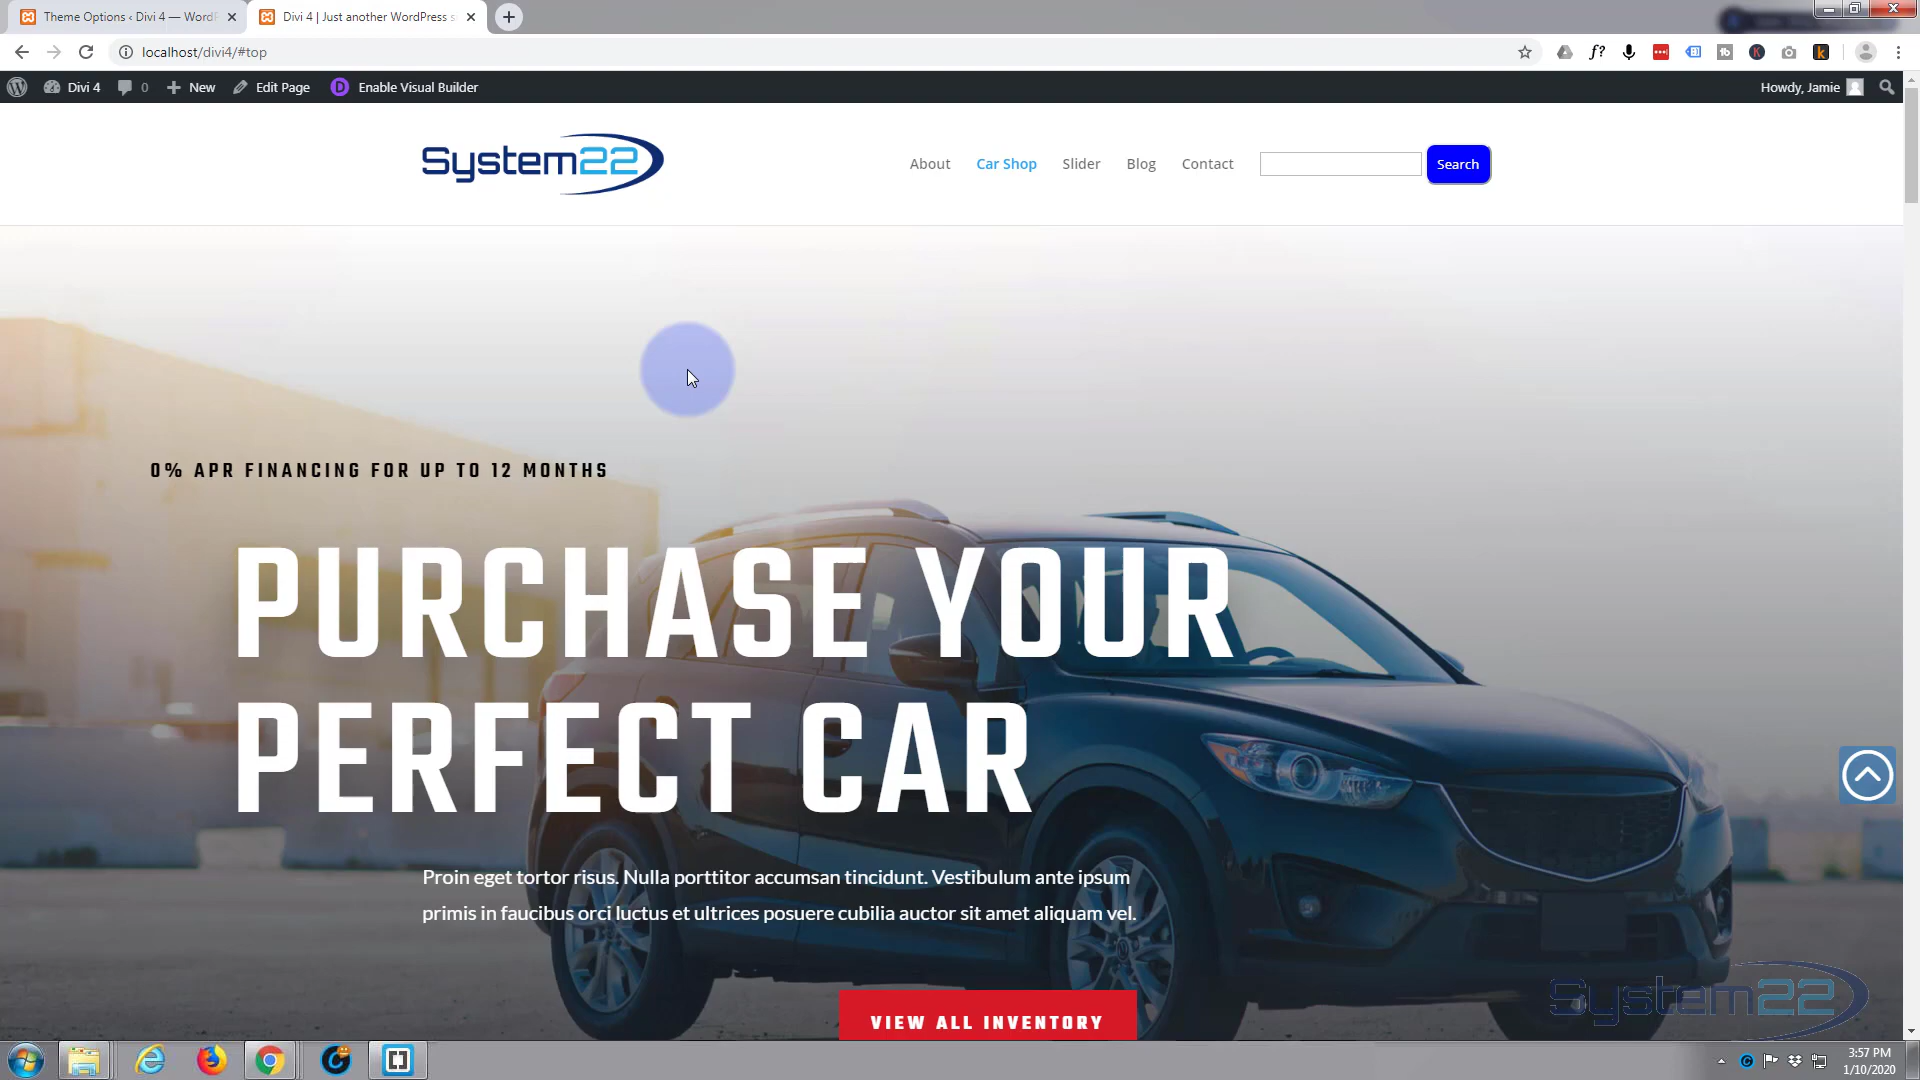 Theme Options ‹ Divi 4 — WordP
Divi 4 | Just another WordPress s
localhost/divi4/#top
Divi 4
0
New
Edit Page
Enable Visual Builder
Howdy, Jamie
System22
About
Car Shop
Slider
Blog
Contact
Search
0% APR FINANCING FOR UP TO 12 MONTHS
PURCHASE YOUR
PERFECT CAR
Proin eget tortor risus. Nulla porttitor accumsan tincidunt. Vestibulum ante ipsum
primis in faucibus orci luctus et ultrices posuere cubilia auctor sit amet aliquam vel.
VIEW ALL INVENTORY
System22
3:57 PM
1/10/2020